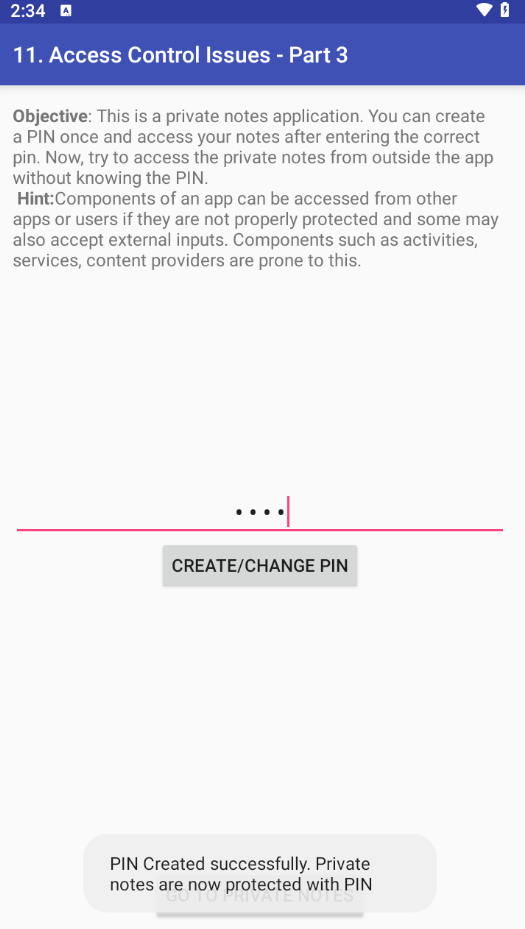 2:34
11. Access Control Issues - Part 3
Objective: This is a private notes application. You can create
a PIN once and access your notes after entering the correct
pin. Now, try to access the private notes from outside the app
without knowing the PIN.
Hint:Components of an app can be accessed from other
apps or users if they are not properly protected and some may
also accept external inputs. Components such as activities,
services, content providers are prone to this.
CREATE/CHANGE PIN
PIN Created successfully. Private
notes are now protected with PIN
GO TO PRIVATE NOTES